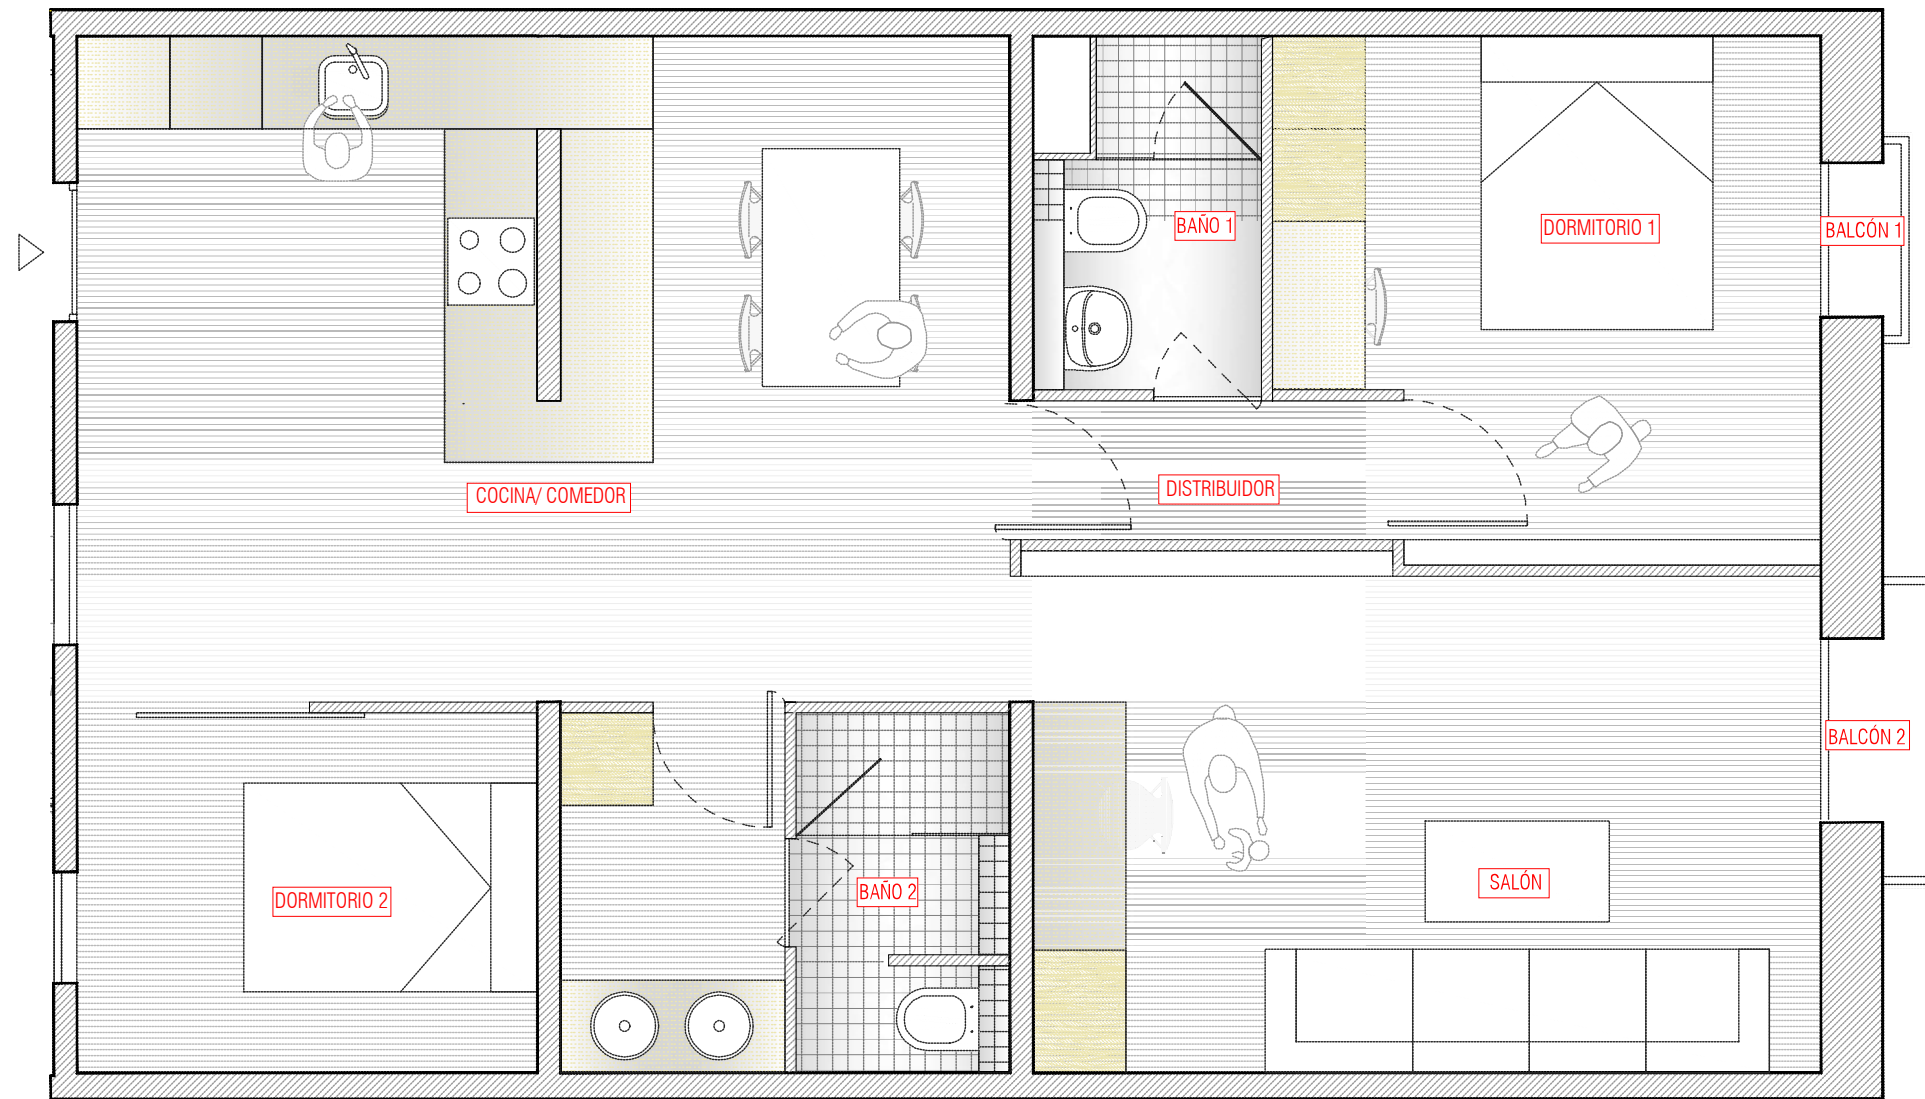 BAÑO 1
DORMITORIO 1
BALCÓN 1
COCINA/ COMEDOR
DISTRIBUIDOR
BALCÓN 2
DORMITORIO 2
BAÑO 2
SALÓN